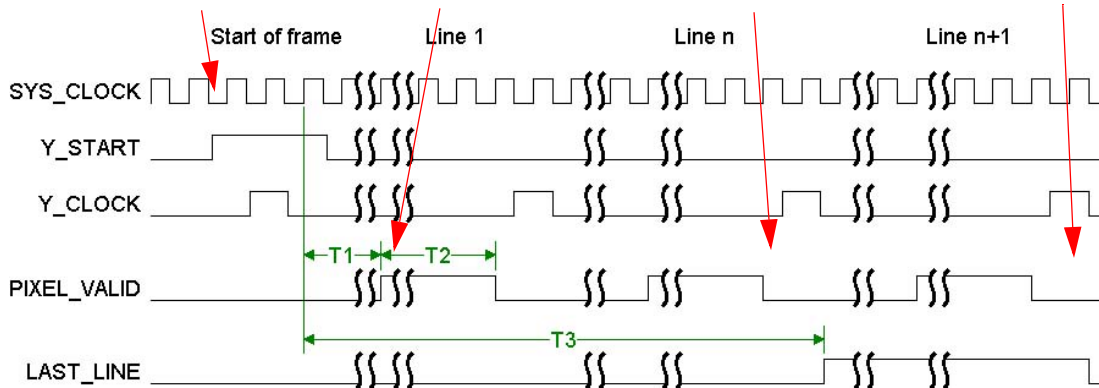 Start of frame Line 1 Line n Line n+1
SYS_CLOCK
Y_START
Y_CLOCK
T1 T2
PIXEL_VALID
T3
LAST_LINE